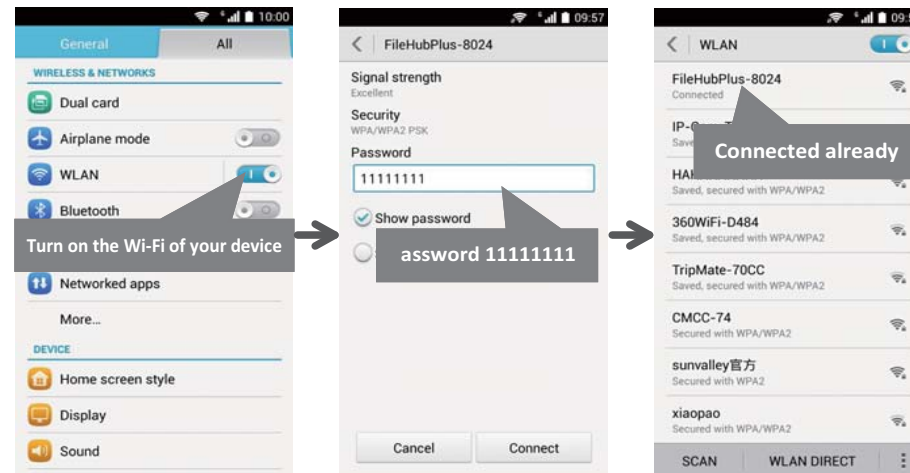 10:00
General
All
WIRELESS & NETWORKS
Dual card
Airplane mode
WLAN
Bluetooth
Turn on the Wi-Fi of your device
Networked apps
More...
DEVICE
Home screen style
Display
Sound
09:57
FileHubPlus-8024
Signal strength
Excellent
Security
WPA/WPA2 PSK
Password
11111111
Show password
assword 11111111
Cancel
Connect
WLAN
FileHubPlus-8024
Connected
Connected already
Saved, secured with WPA/WPA2
360WiFi-D484
Saved, secured with WPA/WPA2
TripMate-70CC
Saved, secured with WPA/WPA2
CMCC-74
Secured with WPA/WPA2
sunvalley官方
Secured with WPA2
xiaopao
Secured with WPA/WPA2
SCAN
WLAN DIRECT